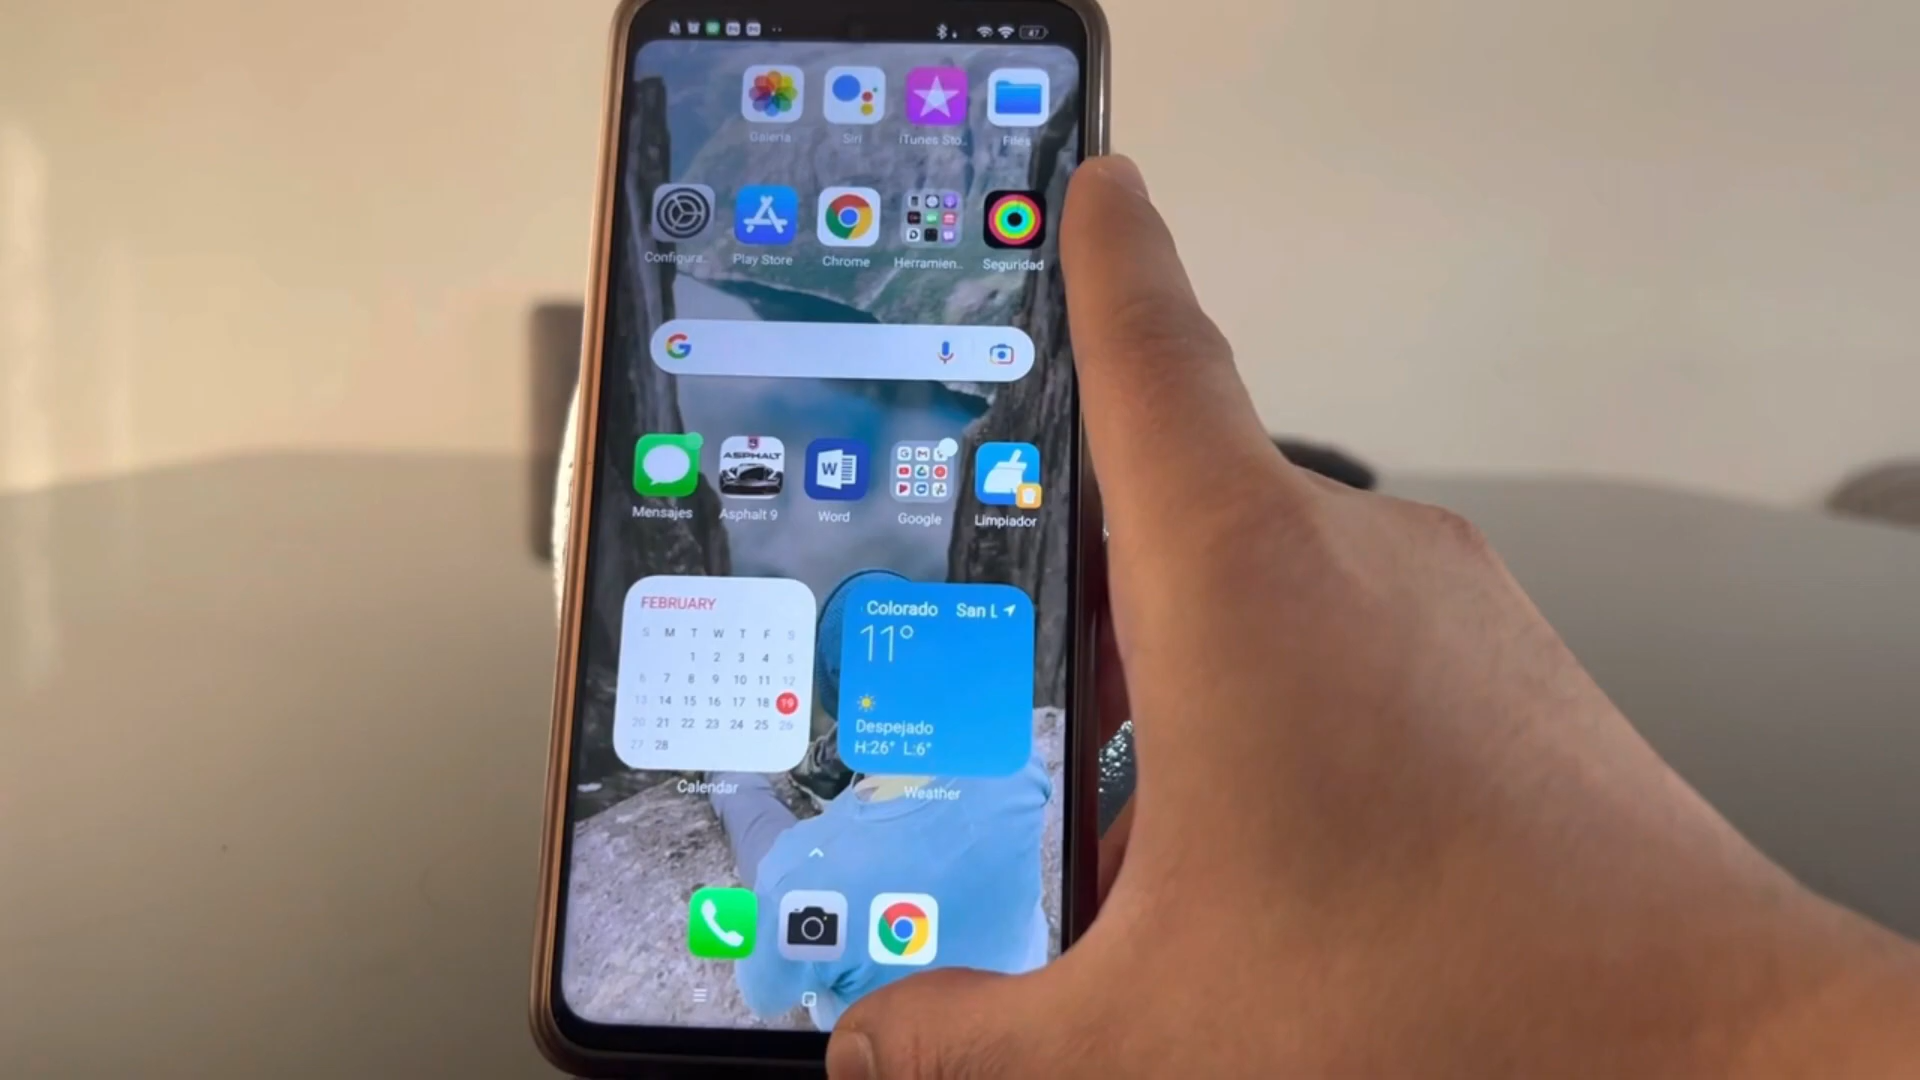 47
Galería
Siri
iTunes Sto..
Files
Configura..
Play Store
Chrome
Herramien..
Seguridad
G
Mensajes
ASPHALT
Asphalt 9
W
Word
Google
Limpiador
FEBRUARY
S M T W T F S
1 2 3 4 5
6 7 8 9 10 11 12
13 14 15 16 17 18 19
20 21 22 23 24 25 26
27 28
Calendar
Colorado San L
11°
Despejado
H:26° L:6°
Weather